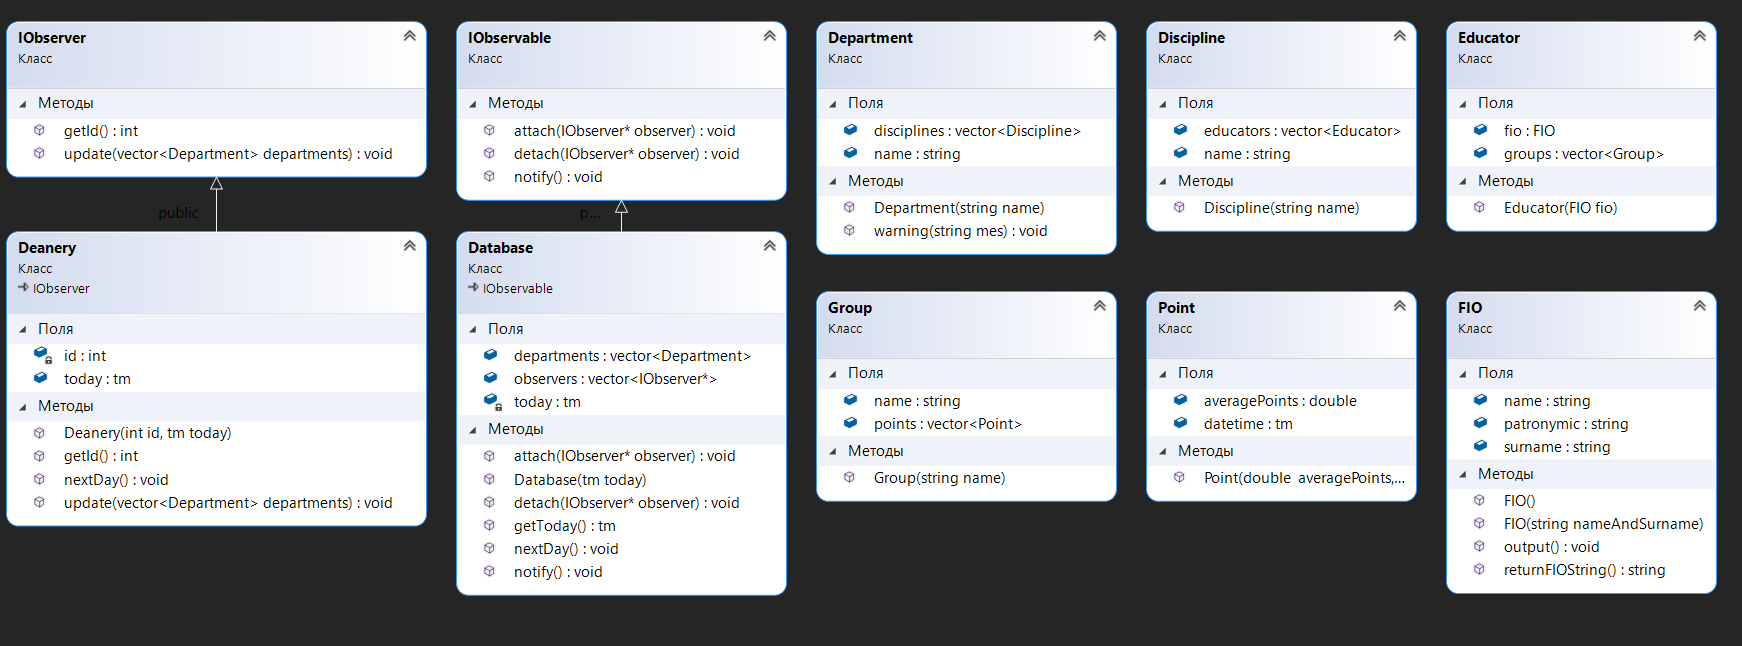 IObserver
Класс
Методы
getId() : int
update(vector<Department> departments) : void
public
Deanery
Класс
IObserver
Поля
id : int
today : tm
Методы
Deanery(int id, tm today)
getId() : int
nextDay() : void
update(vector<Department> departments) : void
IObservable
Класс
Методы
attach(IObserver* observer) : void
detach(IObserver* observer) : void
notify() : void
p...
Database
Класс
IObservable
Поля
departments : vector<Department>
observers : vector<IObserver*>
today : tm
Методы
attach(IObserver* observer) : void
Database(tm today)
detach(IObserver* observer) : void
getToday() : tm
nextDay() : void
notify() : void
Department
Класс
Поля
disciplines : vector<Discipline>
name : string
Методы
Department(string name)
warning(string mes) : void
Discipline
Класс
Поля
educators : vector<Educator>
name : string
Методы
Discipline(string name)
Educator
Класс
Поля
fio : FIO
groups : vector<Group>
Методы
Educator(FIO fio)
Group
Класс
Поля
name : string
points : vector<Point>
Методы
Group(string name)
Point
Класс
Поля
averagePoints : double
datetime : tm
Методы
Point(double averagePoints,...
FIO
Класс
Поля
name : string
patronymic : string
surname : string
Методы
FIO()
FIO(string nameAndSurname)
output() : void
returnFIOString() : string